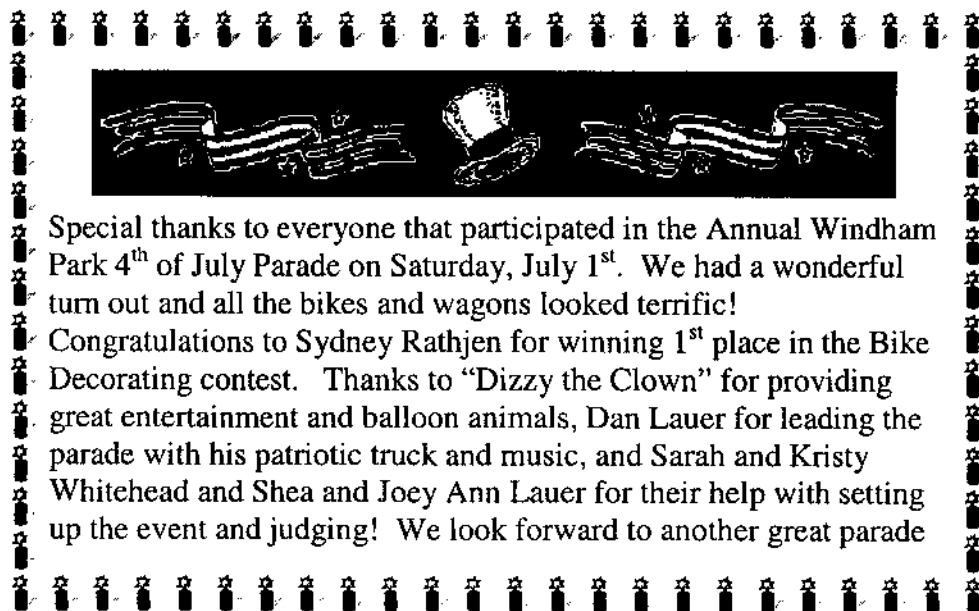 Special thanks to everyone that participated in the Annual Windham
Park 4th of July Parade on Saturday, July 1st.  We had a wonderful
turn out and all the bikes and wagons looked terrific!
Congratulations to Sydney Rathjen for winning 1st place in the Bike
Decorating contest.  Thanks to “Dizzy the Clown” for providing
great entertainment and balloon animals, Dan Lauer for leading the
parade with his patriotic truck and music, and Sarah and Kristy
Whitehead and Shea and Joey Ann Lauer for their help with setting
up the event and judging!  We look forward to another great parade